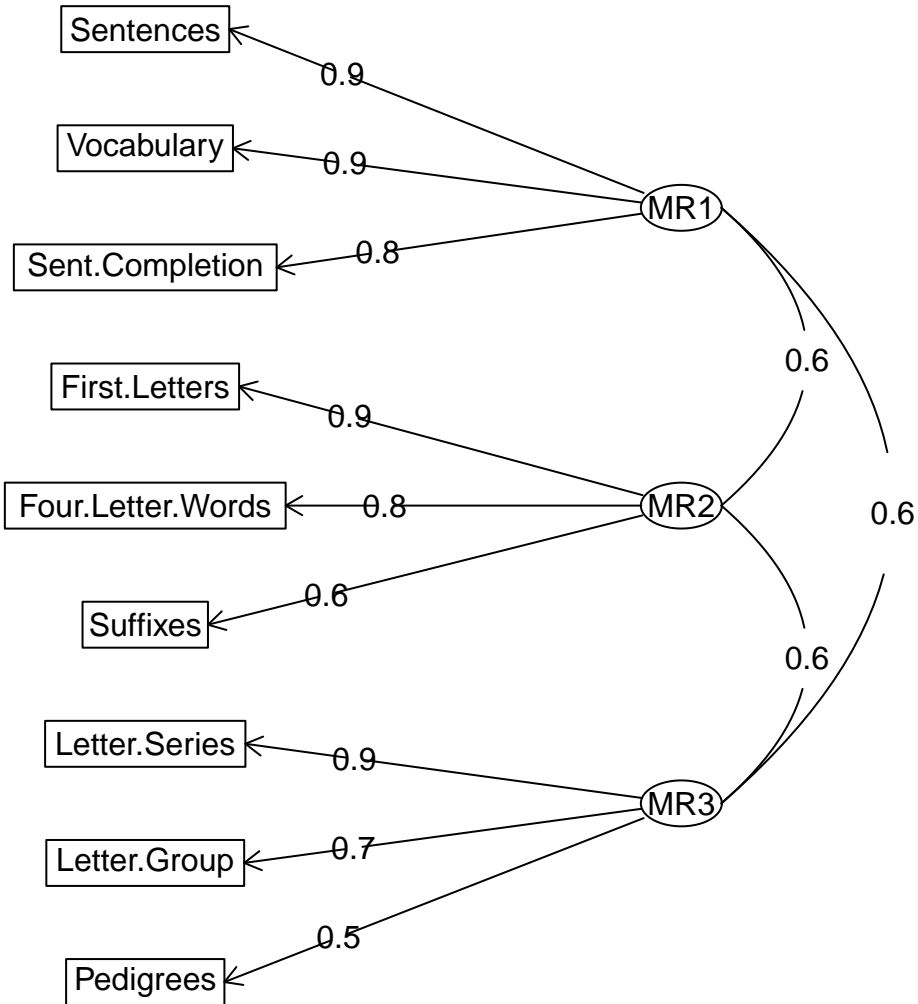 Sentences
0.9
Vocabulary
0.9
MR1
Sent.Completion
0.8
0.6
First.Letters
0.9
Four.Letter.Words
0.8
MR2
0.6
Suffixes
0.6
0.6
Letter.Series
0.9
MR3
Letter.Group
0.7
0.5
Pedigrees